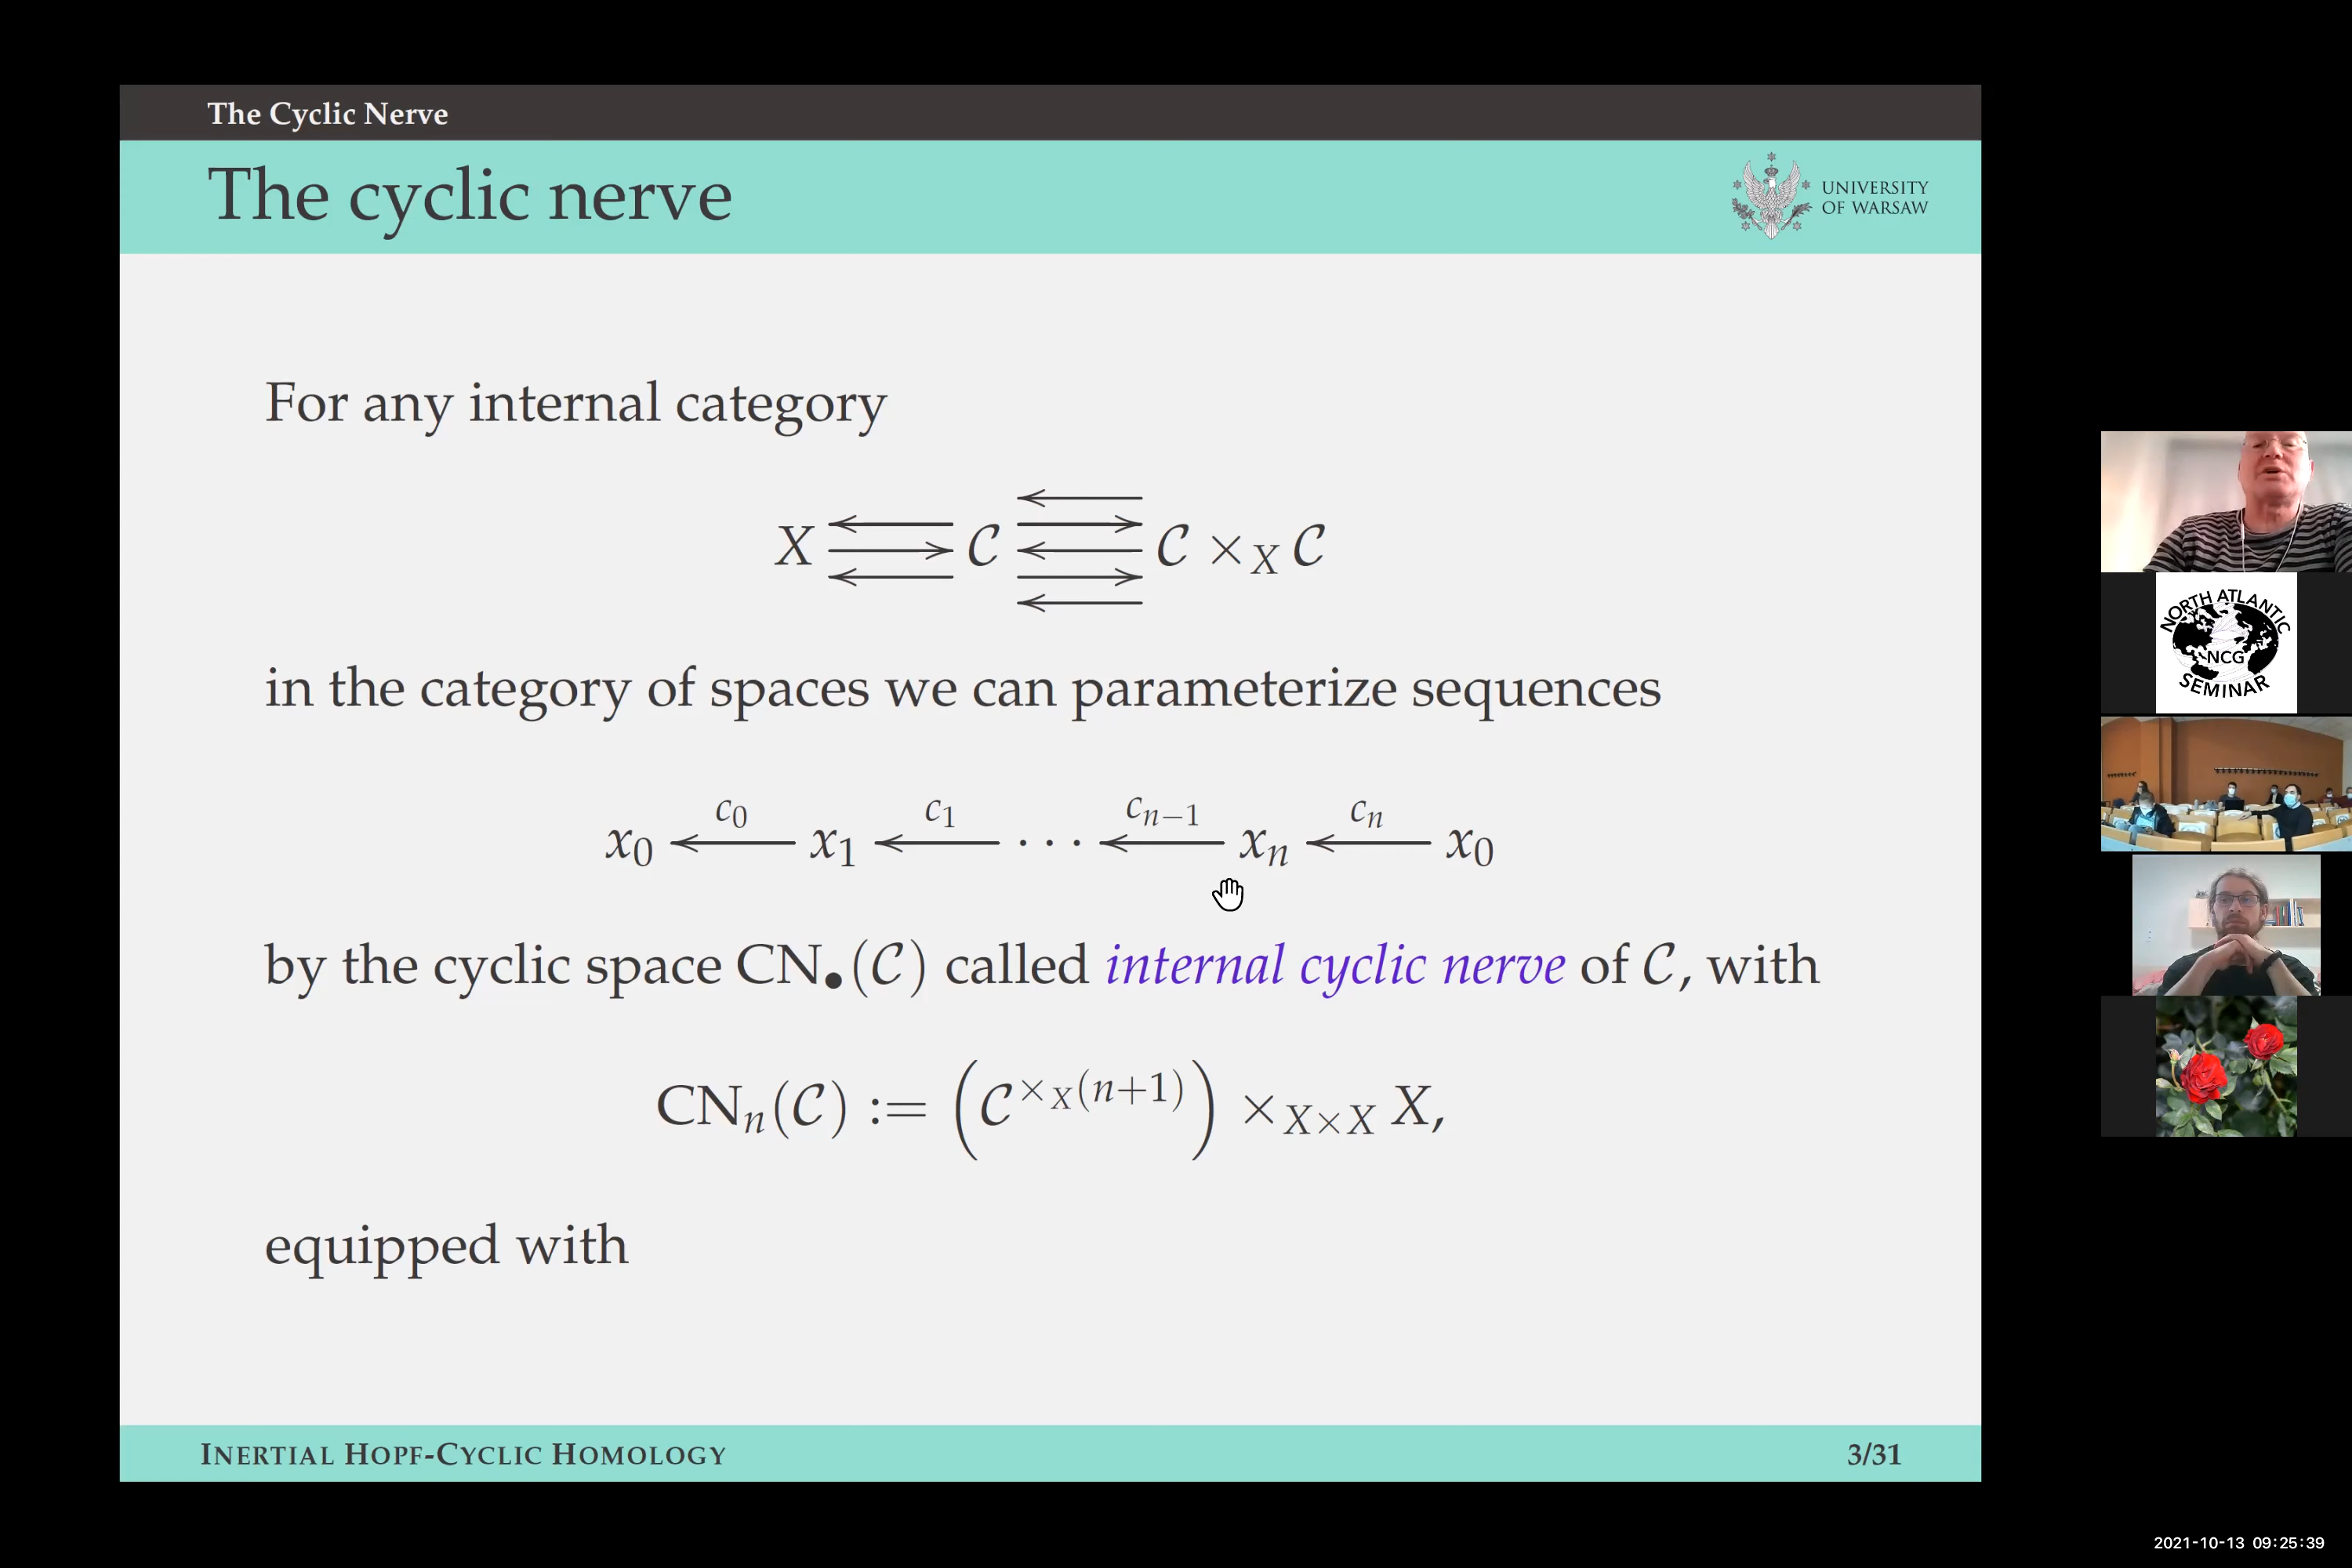 The Cyclic Nerve
The cyclic nerve
UNIVERSITY
OF WARSAW
For any internal category
X ⇚⇛ C ⇚⇛ C ×_X C
in the category of spaces we can parameterize sequences
x_0 ←^{c_0} x_1 ←^{c_1} ··· ←^{c_{n−1}} x_n ←^{c_n} x_0
by the cyclic space CN_•(C) called internal cyclic nerve of C, with
CN_n(C) := (C^{×_X(n+1)}) ×_{X×X} X,
equipped with
INERTIAL HOPF-CYCLIC HOMOLOGY
3/31
NORTH ATLANTIC
NCG
SEMINAR
2021-10-13 09:25:39